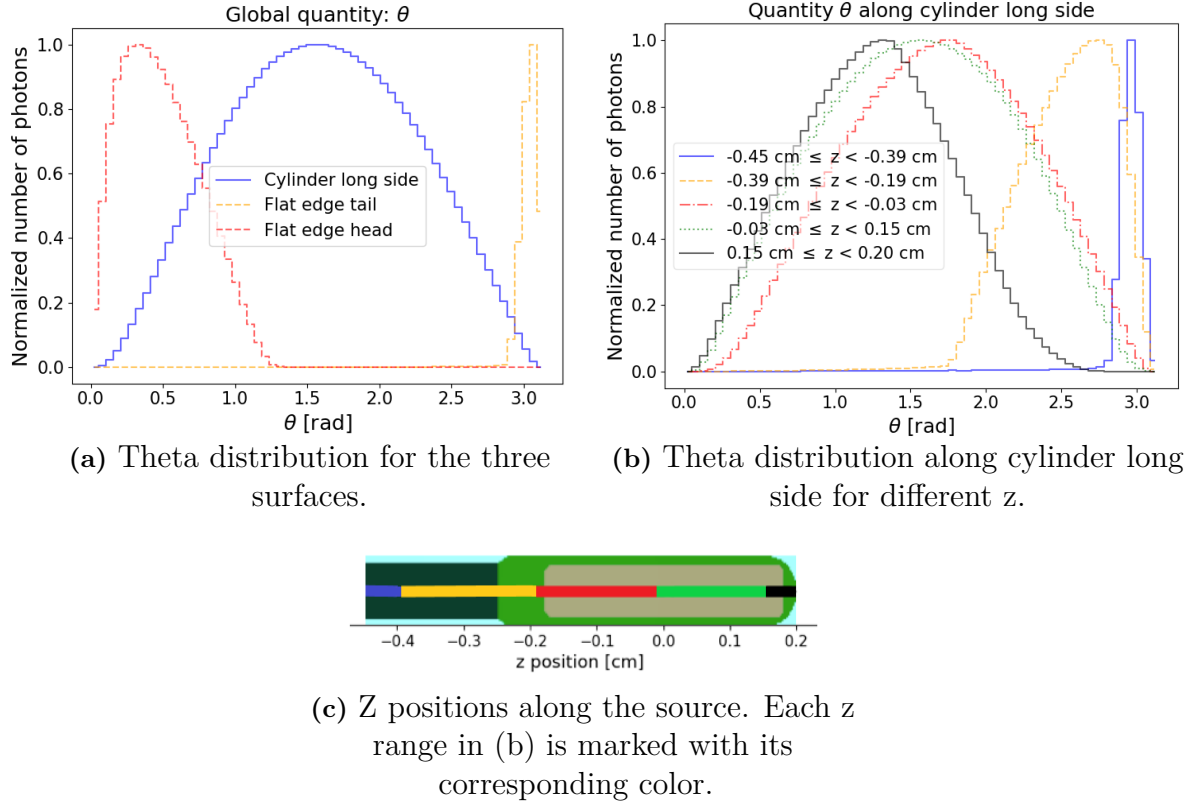 Global quantity: θ
Normalized number of photons
1.0
0.8
0.6
0.4
0.2
0.0
Cylinder long side
Flat edge tail
Flat edge head
0.0 0.5 1.0 1.5 2.0 2.5 3.0
θ [rad]
(a) Theta distribution for the three
surfaces.
Quantity θ along cylinder long side
Normalized number of photons
1.0
0.8
0.6
0.4
0.2
0.0
-0.45 cm ≤ z < -0.39 cm
-0.39 cm ≤ z < -0.19 cm
-0.19 cm ≤ z < -0.03 cm
-0.03 cm ≤ z < 0.15 cm
0.15 cm ≤ z < 0.20 cm
0.0 0.5 1.0 1.5 2.0 2.5 3.0
θ [rad]
(b) Theta distribution along cylinder long
side for different z.
−0.4 −0.3 −0.2 −0.1 0.0 0.1 0.2
z position [cm]
(c) Z positions along the source. Each z
range in (b) is marked with its
corresponding color.